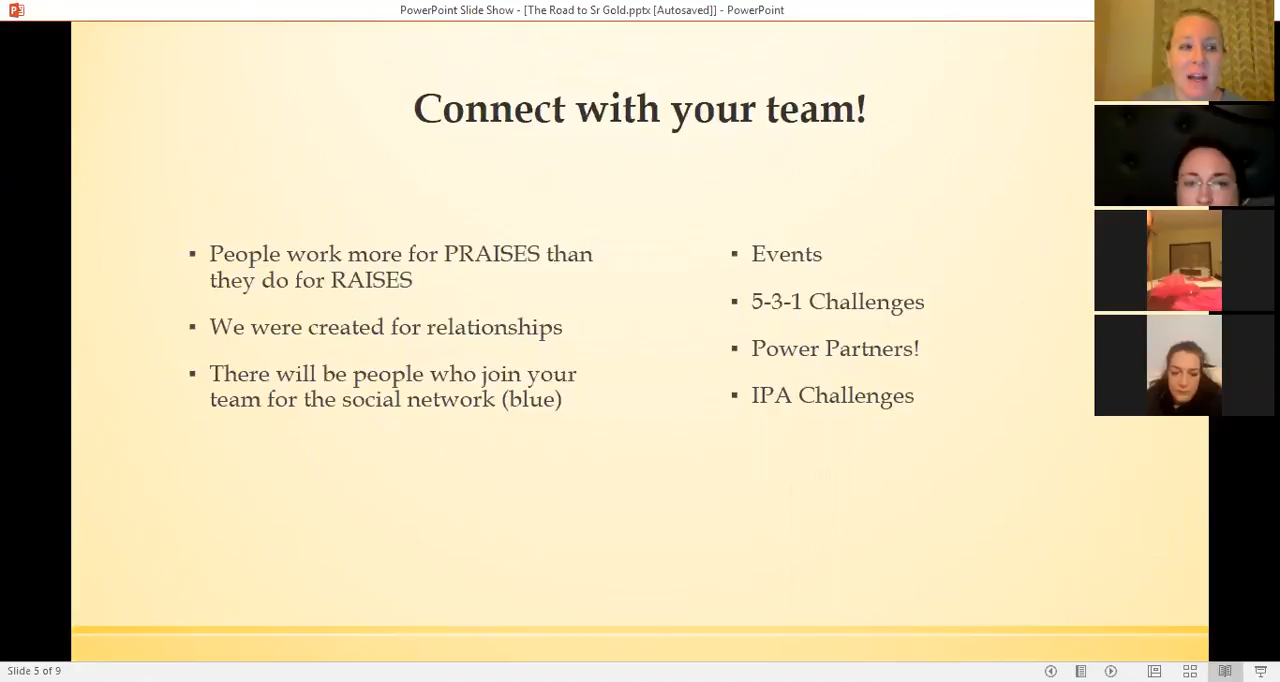 PowerPoint Slide Show - [The Road to Sr Gold.pptx [Autosaved]] - PowerPoint
Connect with your team!
▪ People work more for PRAISES than
they do for RAISES
▪ We were created for relationships
▪ There will be people who join your
team for the social network (blue)
▪ Events
▪ 5-3-1 Challenges
▪ Power Partners!
▪ IPA Challenges
Slide 5 of 9